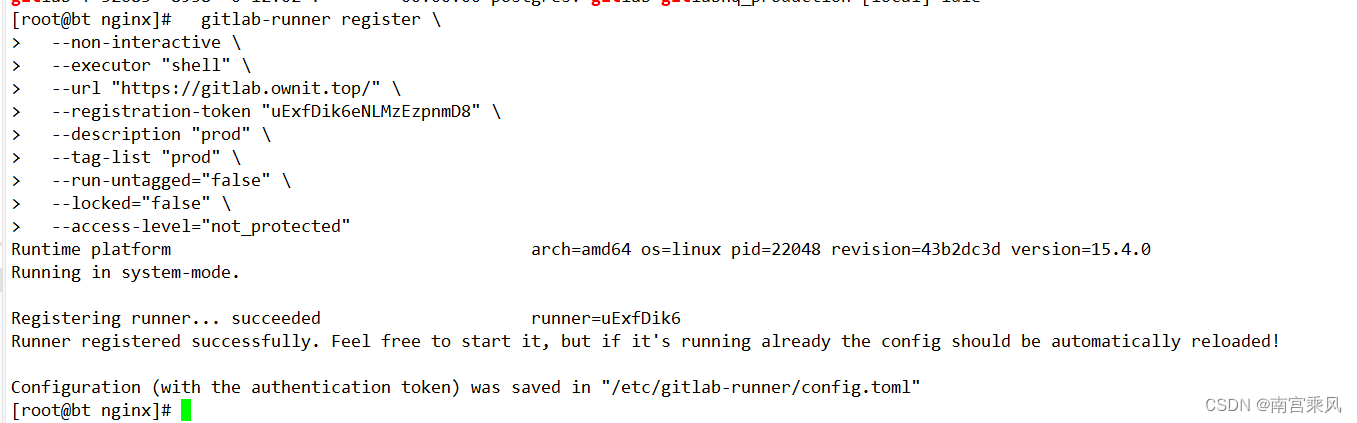 [root@bt nginx]#   gitlab-runner register \
>   --non-interactive \
>   --executor "shell" \
>   --url "https://gitlab.ownit.top/" \
>   --registration-token "uExfDik6eNLMzEzpnmD8" \
>   --description "prod" \
>   --tag-list "prod" \
>   --run-untagged="false" \
>   --locked="false" \
>   --access-level="not_protected"
Runtime platform                                    arch=amd64 os=linux pid=22048 revision=43b2dc3d version=15.4.0
Running in system-mode.
Registering runner... succeeded                     runner=uExfDik6
Runner registered successfully. Feel free to start it, but if it's running already the config should be automatically reloaded!
Configuration (with the authentication token) was saved in "/etc/gitlab-runner/config.toml"
[root@bt nginx]#
CSDN @南宫乘风